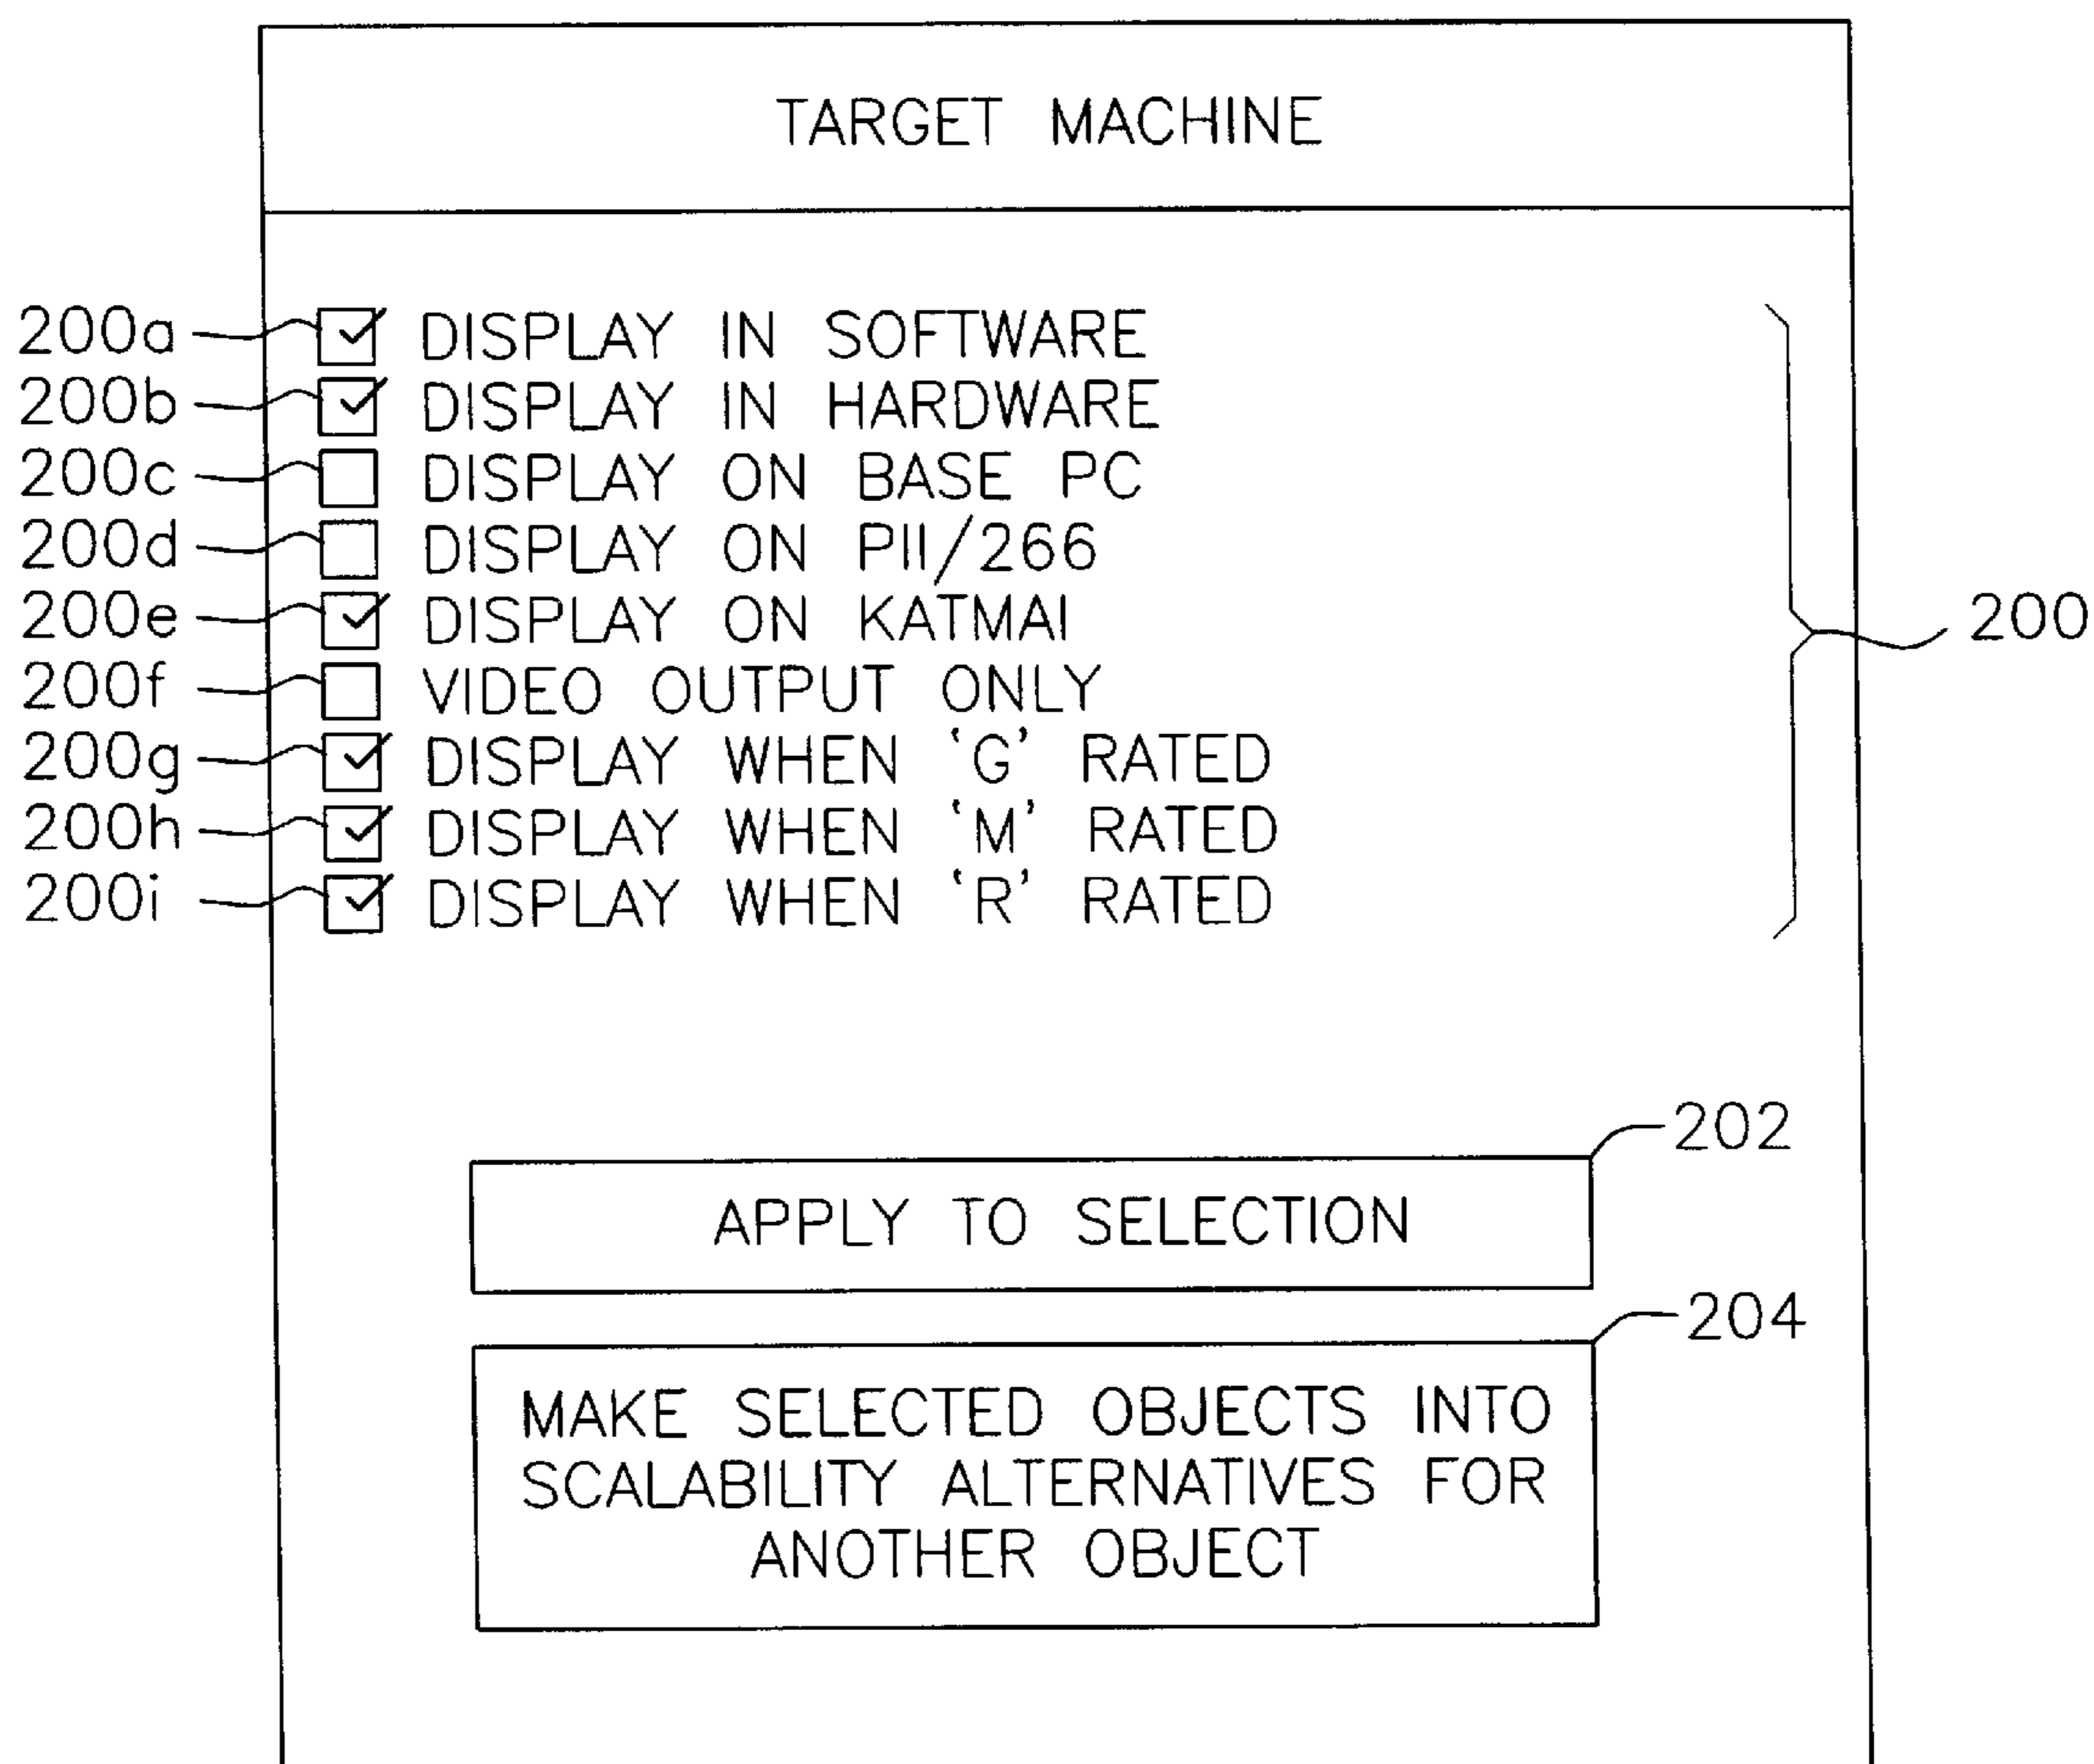 TARGET MACHINE
200a DISPLAY IN SOFTWARE
200b DISPLAY IN HARDWARE
200c DISPLAY ON BASE PC
200d DISPLAY ON PII/266
200e DISPLAY ON KATMAI
200
200f VIDEO OUTPUT ONLY
200g DISPLAY WHEN ‘G’ RATED
200h DISPLAY WHEN ‘M’ RATED
200i DISPLAY WHEN ‘R’ RATED
202
APPLY TO SELECTION
204
MAKE SELECTED OBJECTS INTO
SCALABILITY ALTERNATIVES FOR
ANOTHER OBJECT